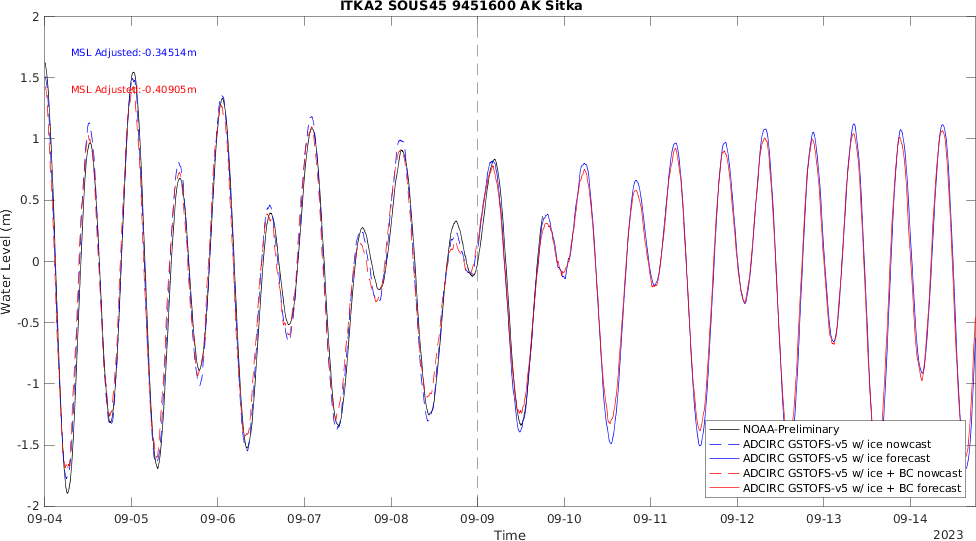 ITKA2 SOUS45 9451600 AK Sitka
MSL Adjusted:-0.34514m
MSL Adjusted:-0.40905m
Water Level (m)
2
1.5
1
0.5
0
-0.5
-1
-1.5
-2
NOAA-Preliminary
ADCIRC GSTOFS-v5 w/ ice nowcast
ADCIRC GSTOFS-v5 w/ ice forecast
ADCIRC GSTOFS-v5 w/ ice + BC nowcast
ADCIRC GSTOFS-v5 w/ ice + BC forecast
09-04 09-05 09-06 09-07 09-08 09-09 09-10 09-11 09-12 09-13 09-14
Time
2023